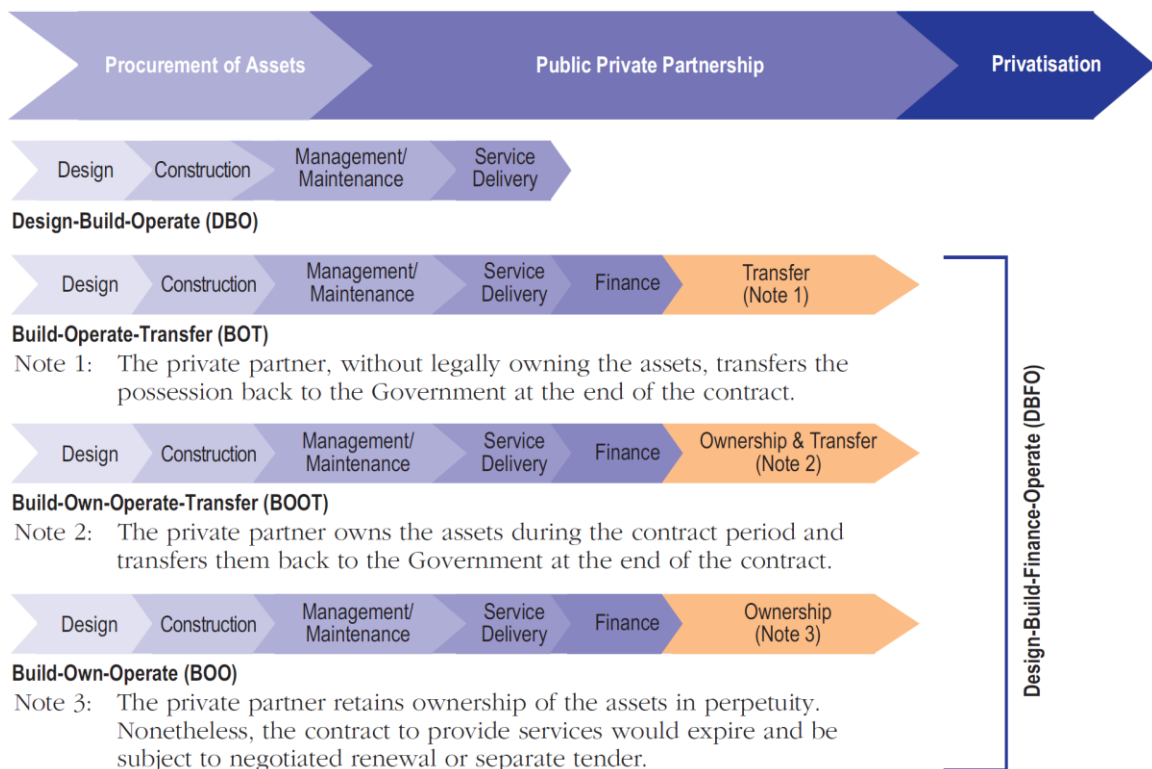 Procurement of Assets
Public Private Partnership
Privatisation
Design
Construction
Management/
Maintenance
Service
Delivery
Design-Build-Operate (DBO)
Design
Construction
Management/
Maintenance
Service
Delivery
Finance
Transfer
(Note 1)
Build-Operate-Transfer (BOT)
Note 1: The private partner, without legally owning the assets, transfers the
possession back to the Government at the end of the contract.
Design
Construction
Management/
Maintenance
Service
Delivery
Finance
Ownership & Transfer
(Note 2)
Build-Own-Operate-Transfer (BOOT)
Note 2: The private partner owns the assets during the contract period and
transfers them back to the Government at the end of the contract.
Design
Construction
Management/
Maintenance
Service
Delivery
Finance
Ownership
(Note 3)
Build-Own-Operate (BOO)
Note 3: The private partner retains ownership of the assets in perpetuity.
Nonetheless, the contract to provide services would expire and be
subject to negotiated renewal or separate tender.
Design-Build-Finance-Operate (DBFO)